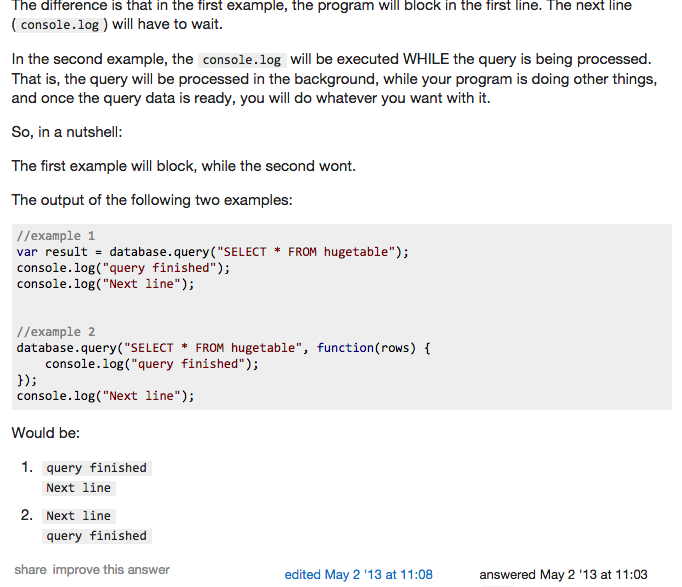 The difference is that in the first example, the program will block in the first line. The next line
( console.log ) will have to wait.
In the second example, the console.log will be executed WHILE the query is being processed.
That is, the query will be processed in the background, while your program is doing other things,
and once the query data is ready, you will do whatever you want with it.
So, in a nutshell:
The first example will block, while the second wont.
The output of the following two examples:
//example 1
var result = database.query("SELECT * FROM hugetable");
console.log("query finished");
console.log("Next line");
//example 2
database.query("SELECT * FROM hugetable", function(rows) {
    console.log("query finished");
});
console.log("Next line");
Would be:
1. query finished
Next line
2. Next line
query finished
share improve this answer edited May 2 '13 at 11:08 answered May 2 '13 at 11:03